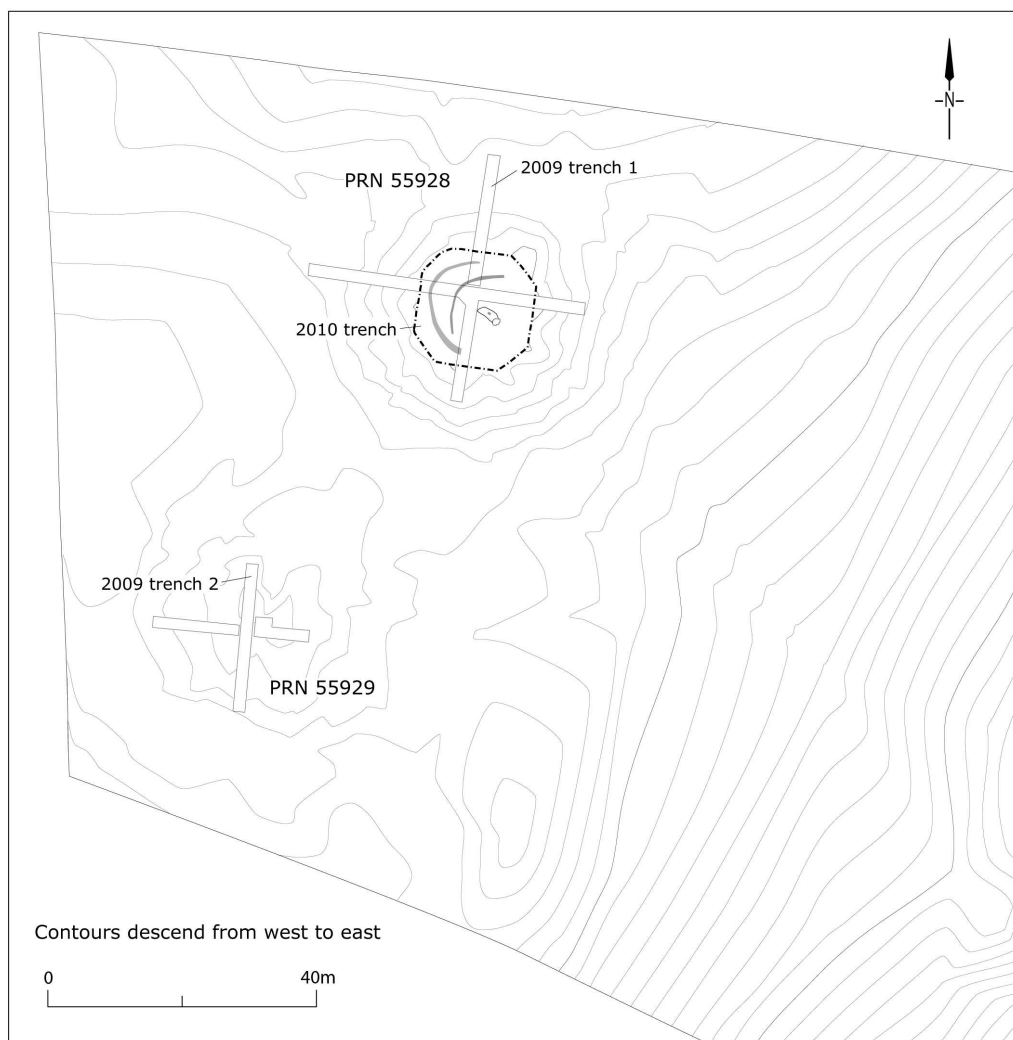 -N-
2009 trench 1
PRN 55928
2010 trench
2009 trench 2
PRN 55929
Contours descend from west to east
0 40m